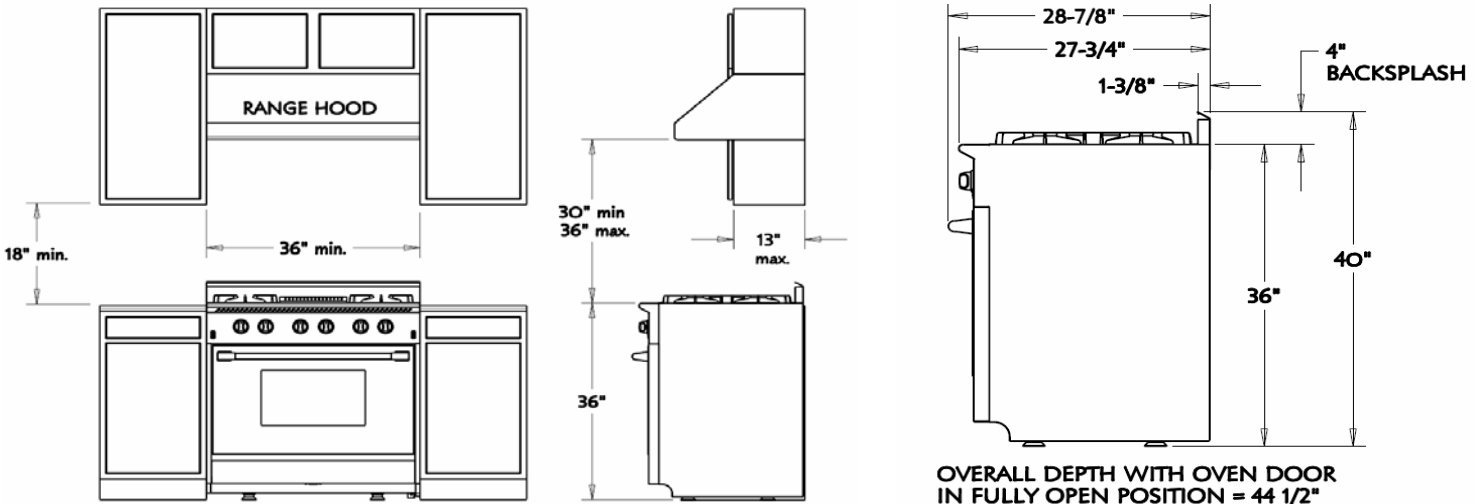 RANGE HOOD
18" min.
36" min.
30" min
36" max.
13"
max.
36"
28-7/8"
27-3/4"
1-3/8"
4"
BACKSPLASH
36"
40"
OVERALL DEPTH WITH OVEN DOOR
IN FULLY OPEN POSITION = 44 1/2"